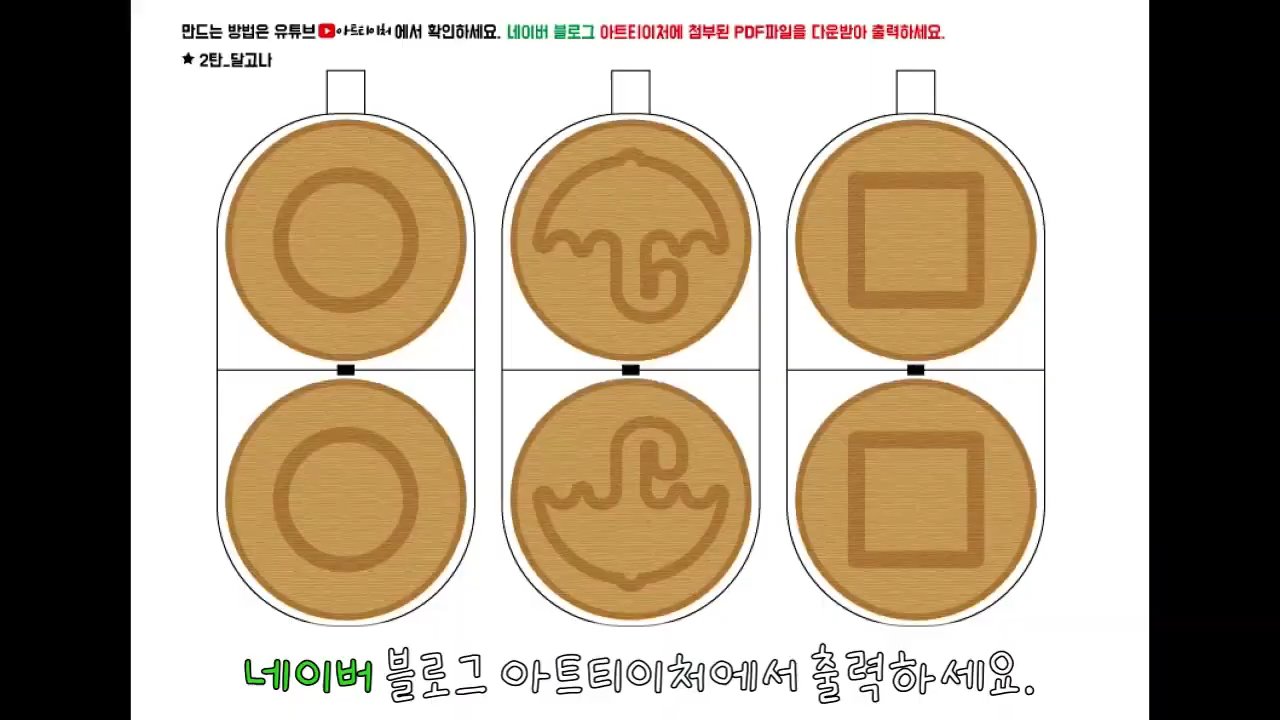 만드는 방법은 유튜브 아트티이처 에서 확인하세요. 네이버 블로그 아트티이처에 첨부된 PDF파일을 다운받아 출력하세요.
★ 2탄_달고나
네이버 블로그 아트티이처에서 출력하세요.